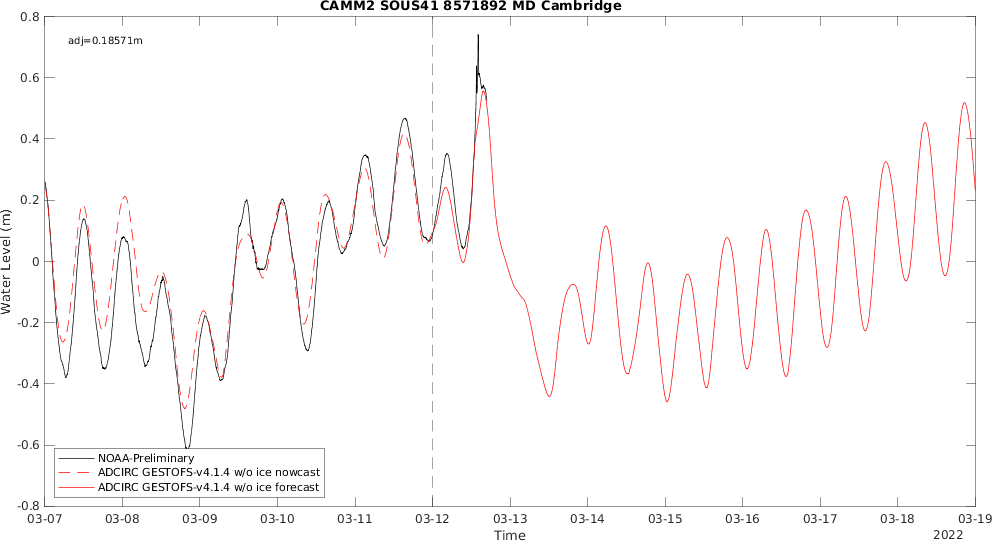 CAMM2 SOUS41 8571892 MD Cambridge
adj=0.18571m
0.8
0.6
0.4
0.2
0
-0.2
-0.4
-0.6
-0.8
Water Level (m)
NOAA-Preliminary
ADCIRC GESTOFS-v4.1.4 w/o ice nowcast
ADCIRC GESTOFS-v4.1.4 w/o ice forecast
03-07 03-08 03-09 03-10 03-11 03-12 03-13 03-14 03-15 03-16 03-17 03-18 03-19
Time
2022